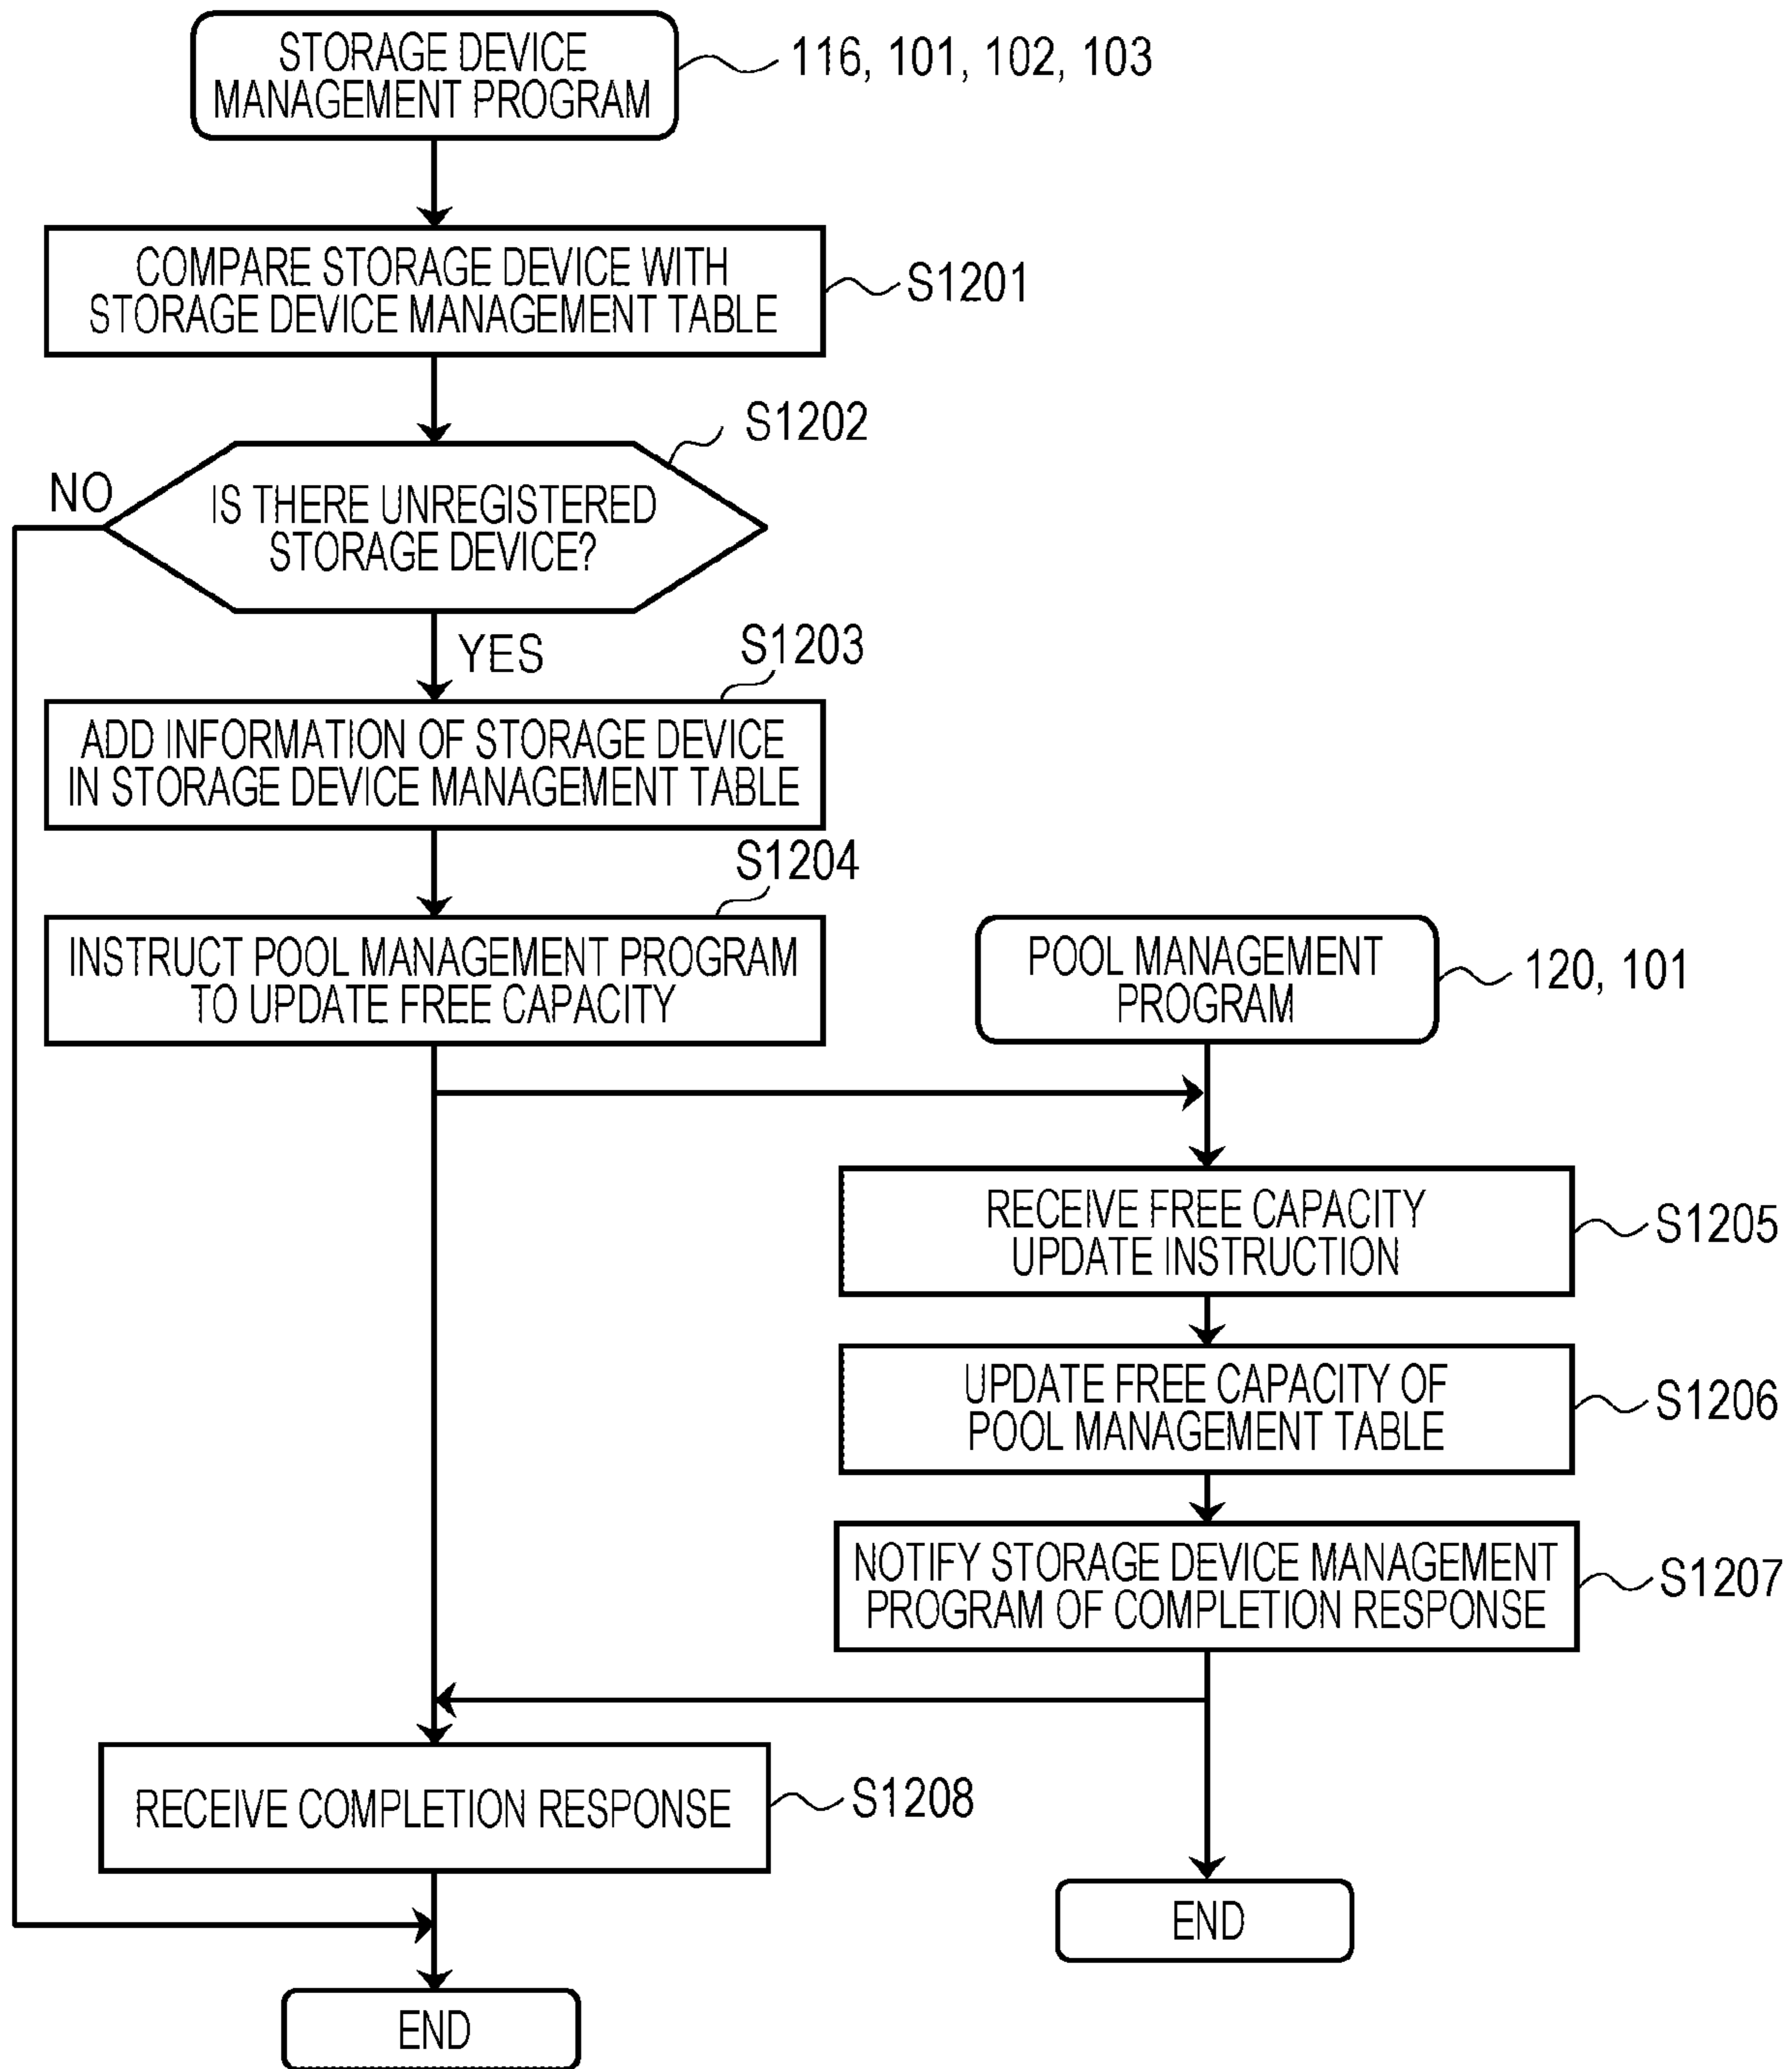 STORAGE DEVICE
MANAGEMENT PROGRAM
116, 101, 102, 103
COMPARE STORAGE DEVICE WITH
STORAGE DEVICE MANAGEMENT TABLE
S1201
S1202
NO
IS THERE UNREGISTERED
STORAGE DEVICE?
YES
S1203
ADD INFORMATION OF STORAGE DEVICE
IN STORAGE DEVICE MANAGEMENT TABLE
S1204
INSTRUCT POOL MANAGEMENT PROGRAM
TO UPDATE FREE CAPACITY
POOL MANAGEMENT
PROGRAM
120, 101
RECEIVE FREE CAPACITY
UPDATE INSTRUCTION
S1205
UPDATE FREE CAPACITY OF
POOL MANAGEMENT TABLE
S1206
NOTIFY STORAGE DEVICE MANAGEMENT
PROGRAM OF COMPLETION RESPONSE
S1207
RECEIVE COMPLETION RESPONSE
S1208
END
END